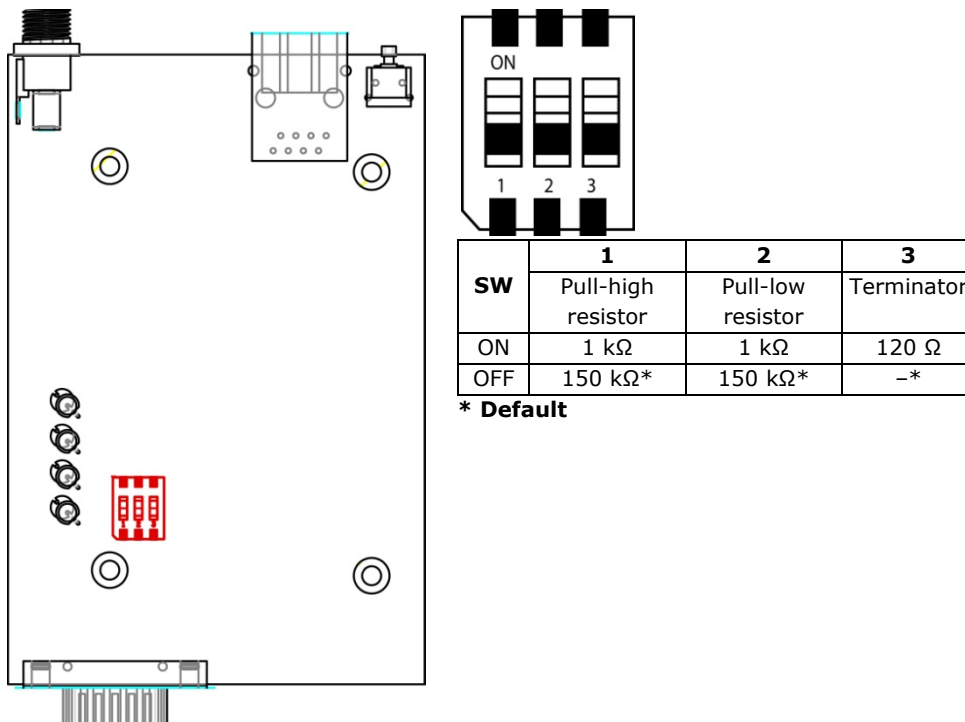 ON
1 2 3
SW 1 2 3
Pull-high resistor Pull-low resistor Terminator
ON 1 kΩ 1 kΩ 120 Ω
OFF 150 kΩ* 150 kΩ* –*
* Default